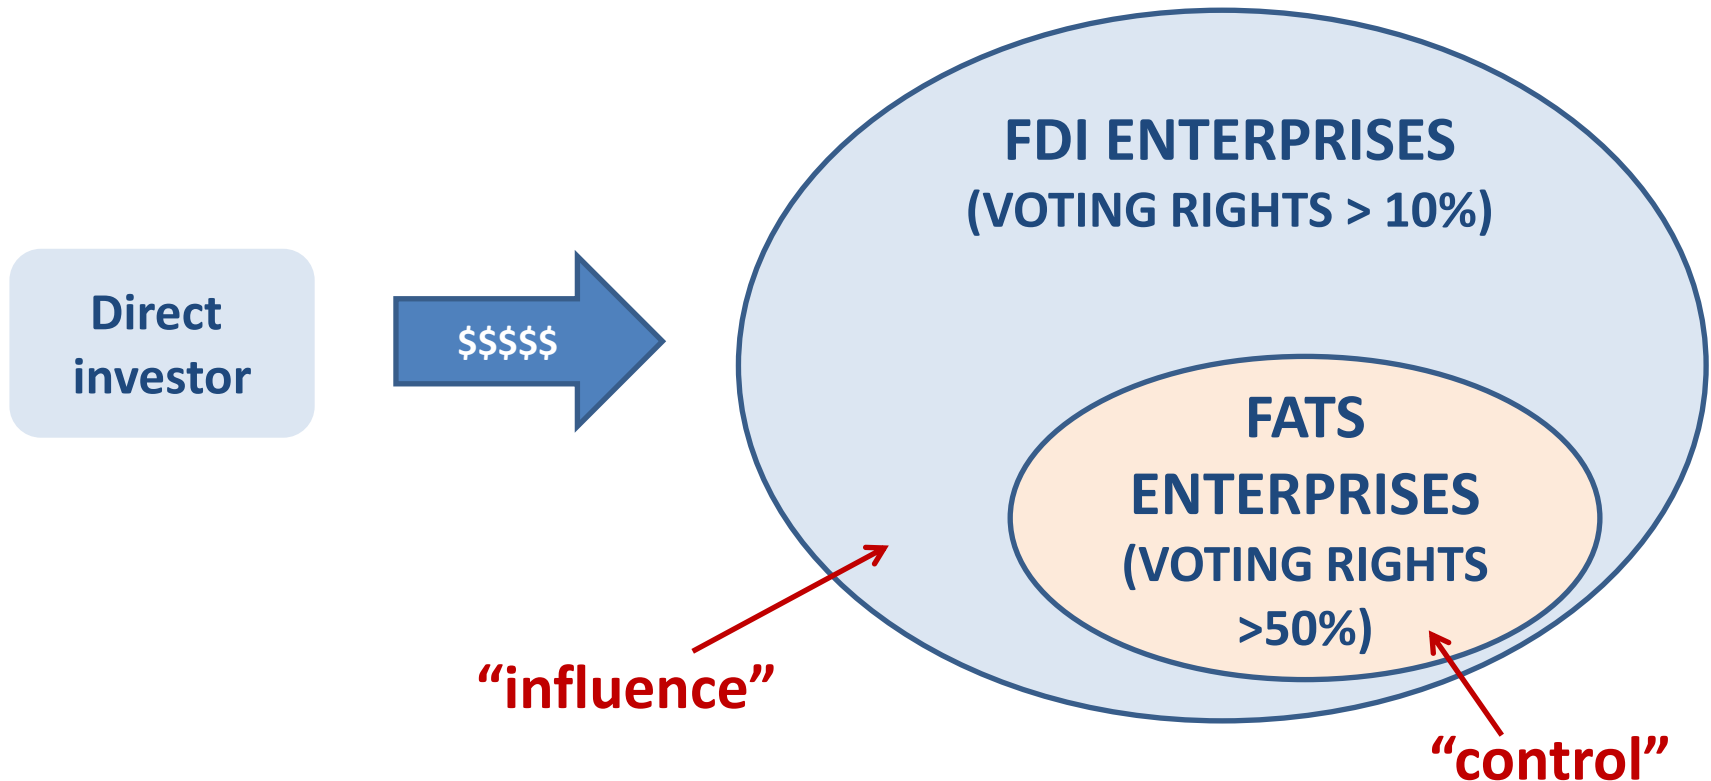 FDI ENTERPRISES
(VOTING RIGHTS > 10%)
Direct
investor
$$$$$
FATS
ENTERPRISES
(VOTING RIGHTS
>50%)
“influence”
“control”